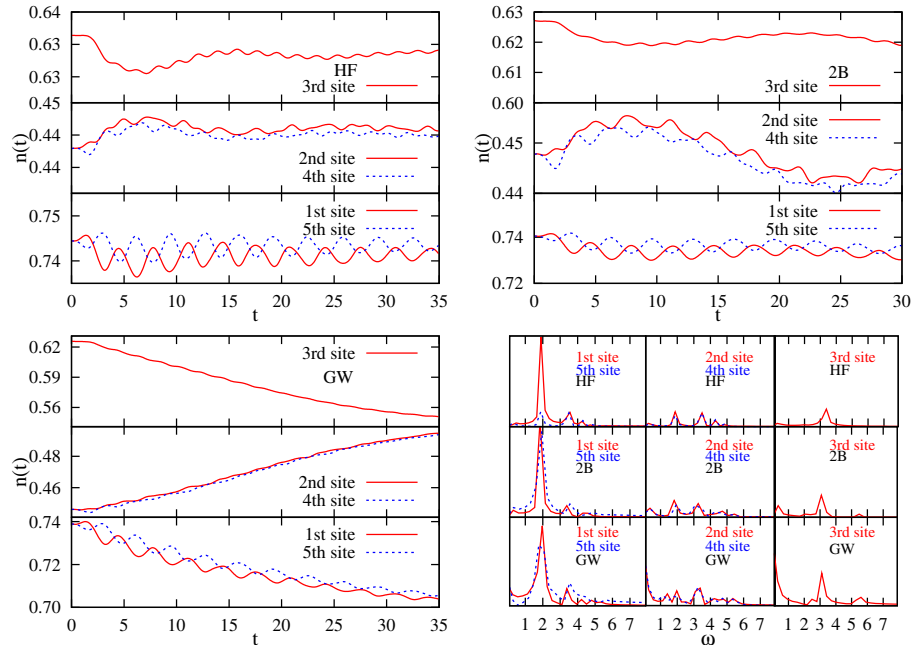 0.63
0.63
HF
3rd site
0.45
n(t)
0.44
2nd site
4th site
0.75
1st site
5th site
0.74
0 5 10 15 20 25 30 35
t
0.63
0.62
2B
0.61
3rd site
0.60
n(t)
2nd site
4th site
0.45
0.44
1st site
5th site
0.74
0.72
0 5 10 15 20 25 30
t
0.62
3rd site
GW
0.59
0.56
n(t)
0.48
0.46
2nd site
4th site
0.74
1st site
5th site
0.72
0.70
0 5 10 15 20 25 30 35
t
1st site
5th site
HF
2nd site
4th site
HF
3rd site
HF
1st site
5th site
2B
2nd site
4th site
2B
3rd site
2B
1st site
5th site
GW
2nd site
4th site
GW
3rd site
GW
1 2 3 4 5 6 7 1 2 3 4 5 6 7 1 2 3 4 5 6 7
ω